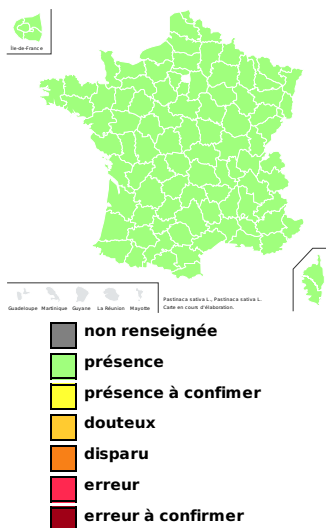 Île-de-France
Guadeloupe Martinique Guyane La Réunion Mayotte
Pastinaca sativa L., Pastinaca sativa L.
Carte en cours d'élaboration.
non renseignée
présence
présence à confimer
douteux
disparu
erreur
erreur à confirmer